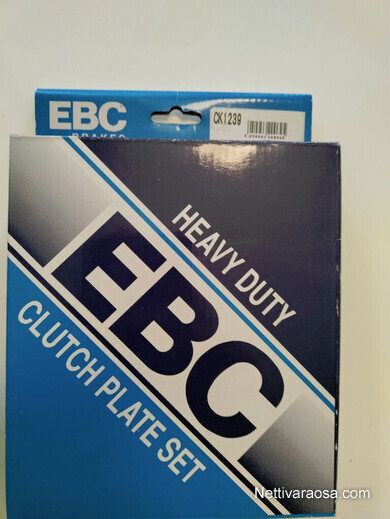 EBC
BRAKES
CK1239
HEAVY DUTY
EBC
CLUTCH PLATE SET
Nettivaraosa.com